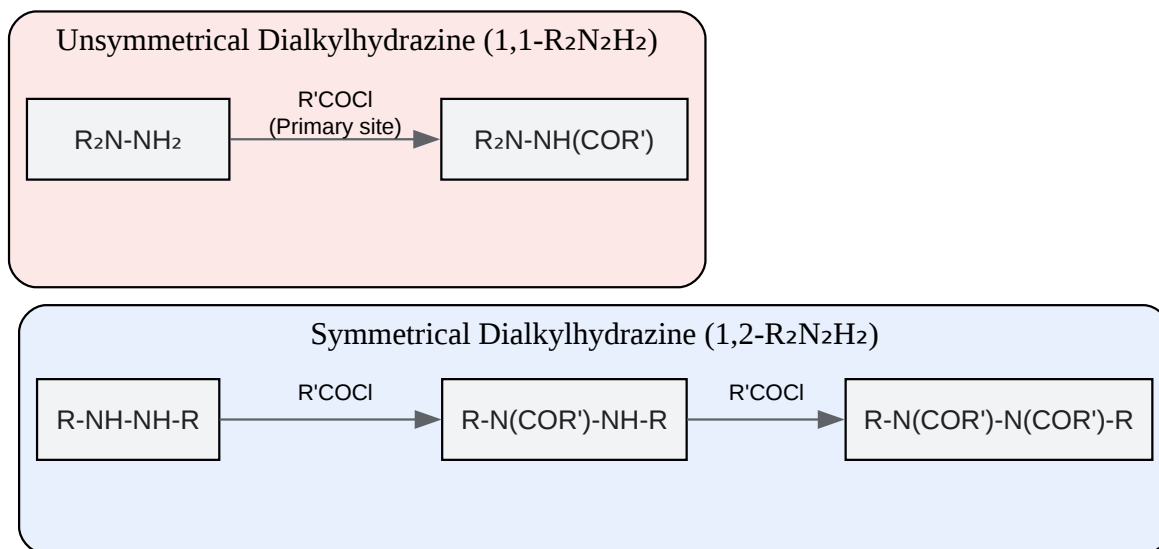 Unsymmetrical Dialkylhydrazine (1,1-R₂N₂H₂)
R₂N-NH₂
R'COCl
(Primary site)
R₂N-NH(COR')
Symmetrical Dialkylhydrazine (1,2-R₂N₂H₂)
R-NH-NH-R
R'COCl
R-N(COR')-NH-R
R'COCl
R-N(COR')-N(COR')-R